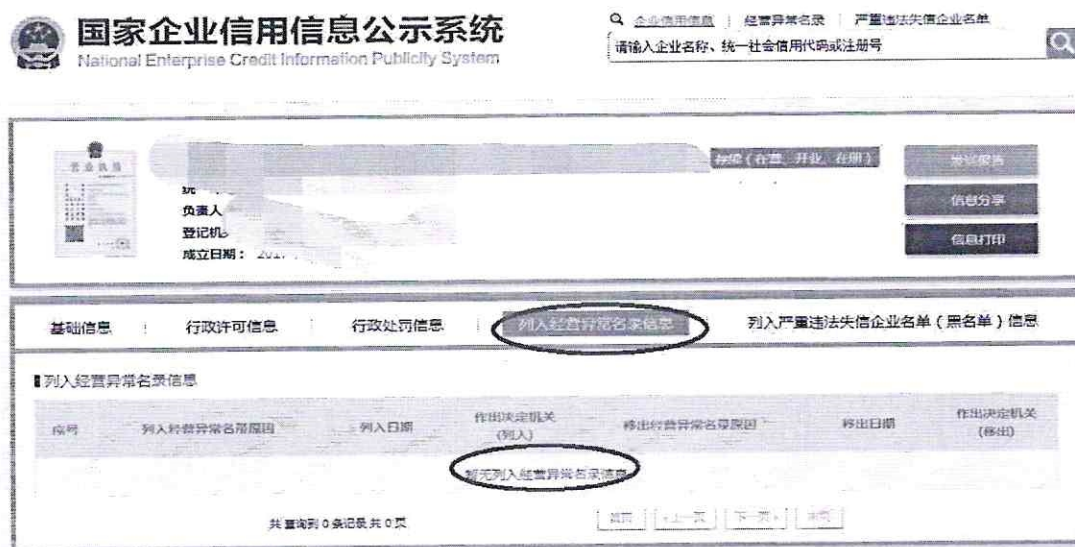 国家企业信用信息公示系统
National Enterprise Credit Information Publicity System
企业信用信息 | 经营异常名录 | 严重违法失信企业名单
请输入企业名称、统一社会信用代码或注册号
营业执照
存续（在营、开业、在册）
发送报告
信息分享
信息打印
统
负责人
登记机
成立日期： 2017
基础信息 行政许可信息 行政处罚信息 列入经营异常名录信息 列入严重违法失信企业名单（黑名单）信息
列入经营异常名录信息
序号 列入经营异常名录原因 列入日期 作出决定机关(列入) 移出经营异常名录原因 移出日期 作出决定机关(移出)
暂无列入经营异常名录信息
共 查询到 0 条记录 共 0 页
首页 上一页 下一页 末页